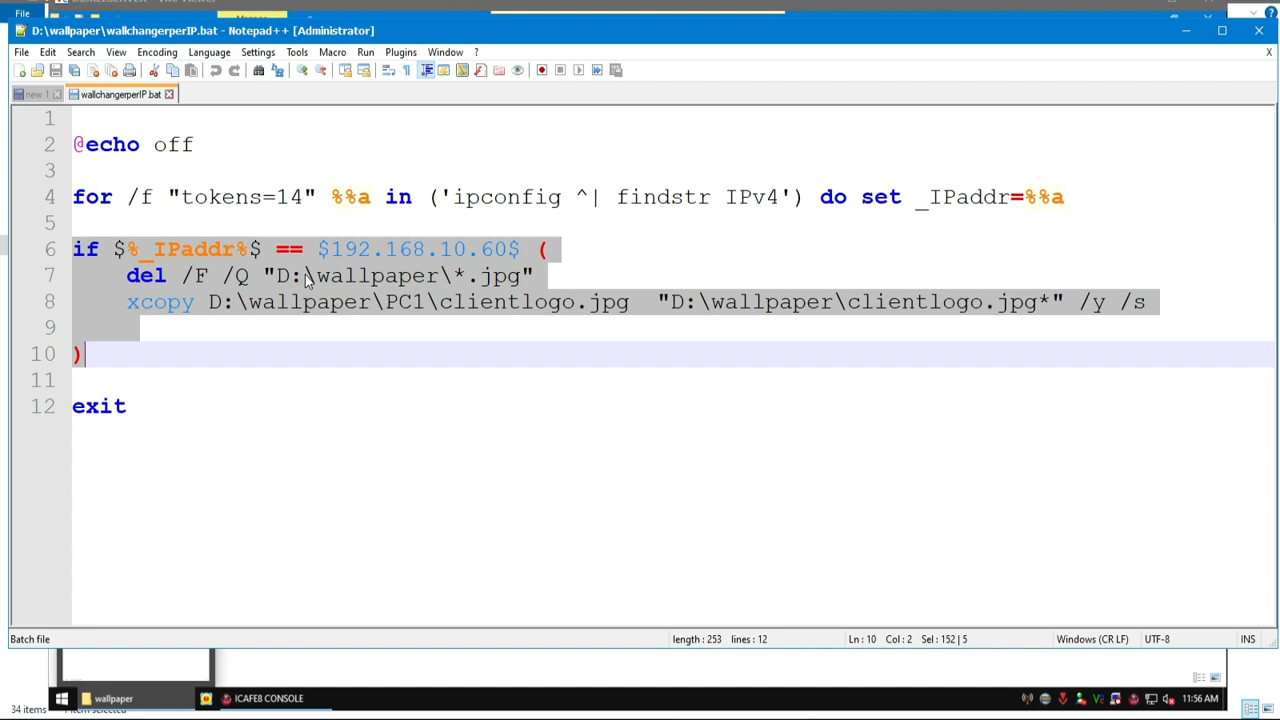 File
D:\wallpaper\wallchangerperIP.bat - Notepad++ [Administrator]
File Edit Search View Encoding Language Settings Tools Macro Run Plugins Window ? X
new 1 wallchangerperIP.bat
1
2 @echo off
3
4 for /f "tokens=14" %%a in ('ipconfig ^| findstr IPv4') do set _IPaddr=%%a
5
6 if $%_IPaddr%$ == $192.168.10.60$ (
7 del /F /Q "D:\wallpaper\*.jpg"
8 xcopy D:\wallpaper\PC1\clientlogo.jpg "D:\wallpaper\clientlogo.jpg*" /y /s
9
10 )
11
12 exit
Batch file length : 253 lines : 12 Ln : 10 Col : 2 Sel : 152 | 5 Windows (CR LF) UTF-8 INS
wallpaper ICAFE8 CONSOLE 11:56 AM
34 items